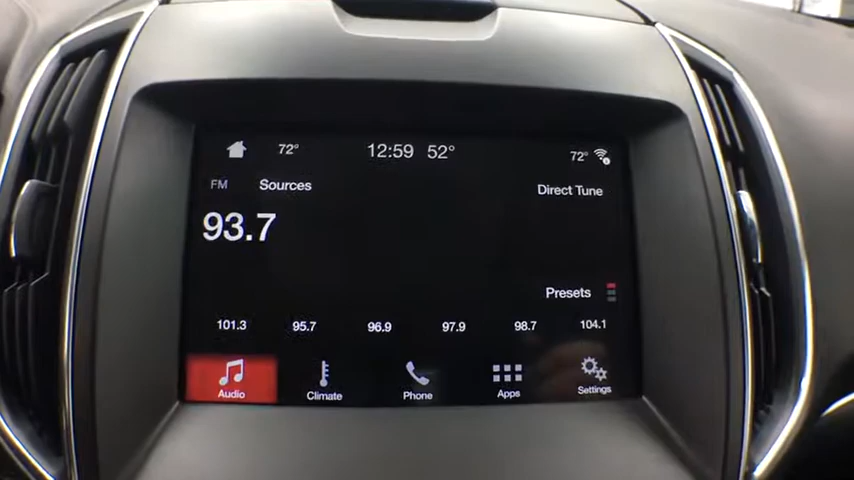 72° 12:59 52° 72°
FM Sources Direct Tune
93.7
Presets
101.3 95.7 96.9 97.9 98.7 104.1
Audio Climate Phone Apps Settings